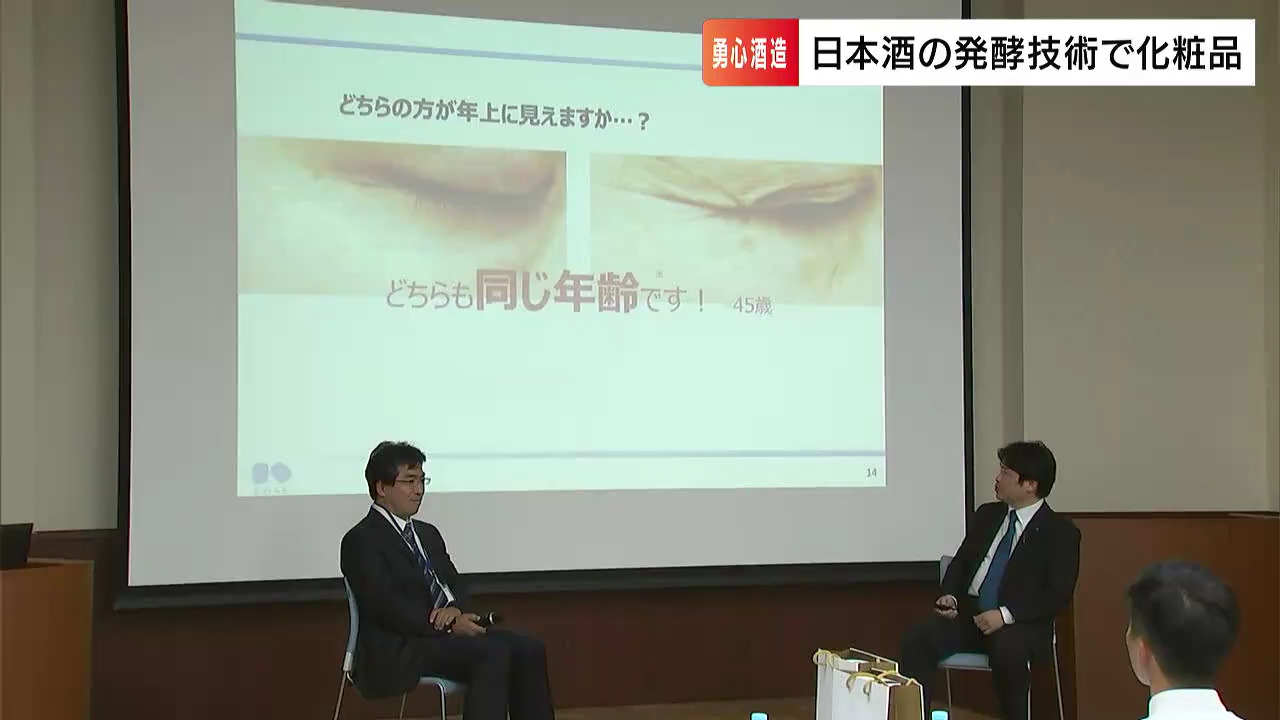 勇心酒造
日本酒の発酵技術で化粧品
どちらの方が年上に見えますか…？
どちらも同じ年齢です！ 45歳
14